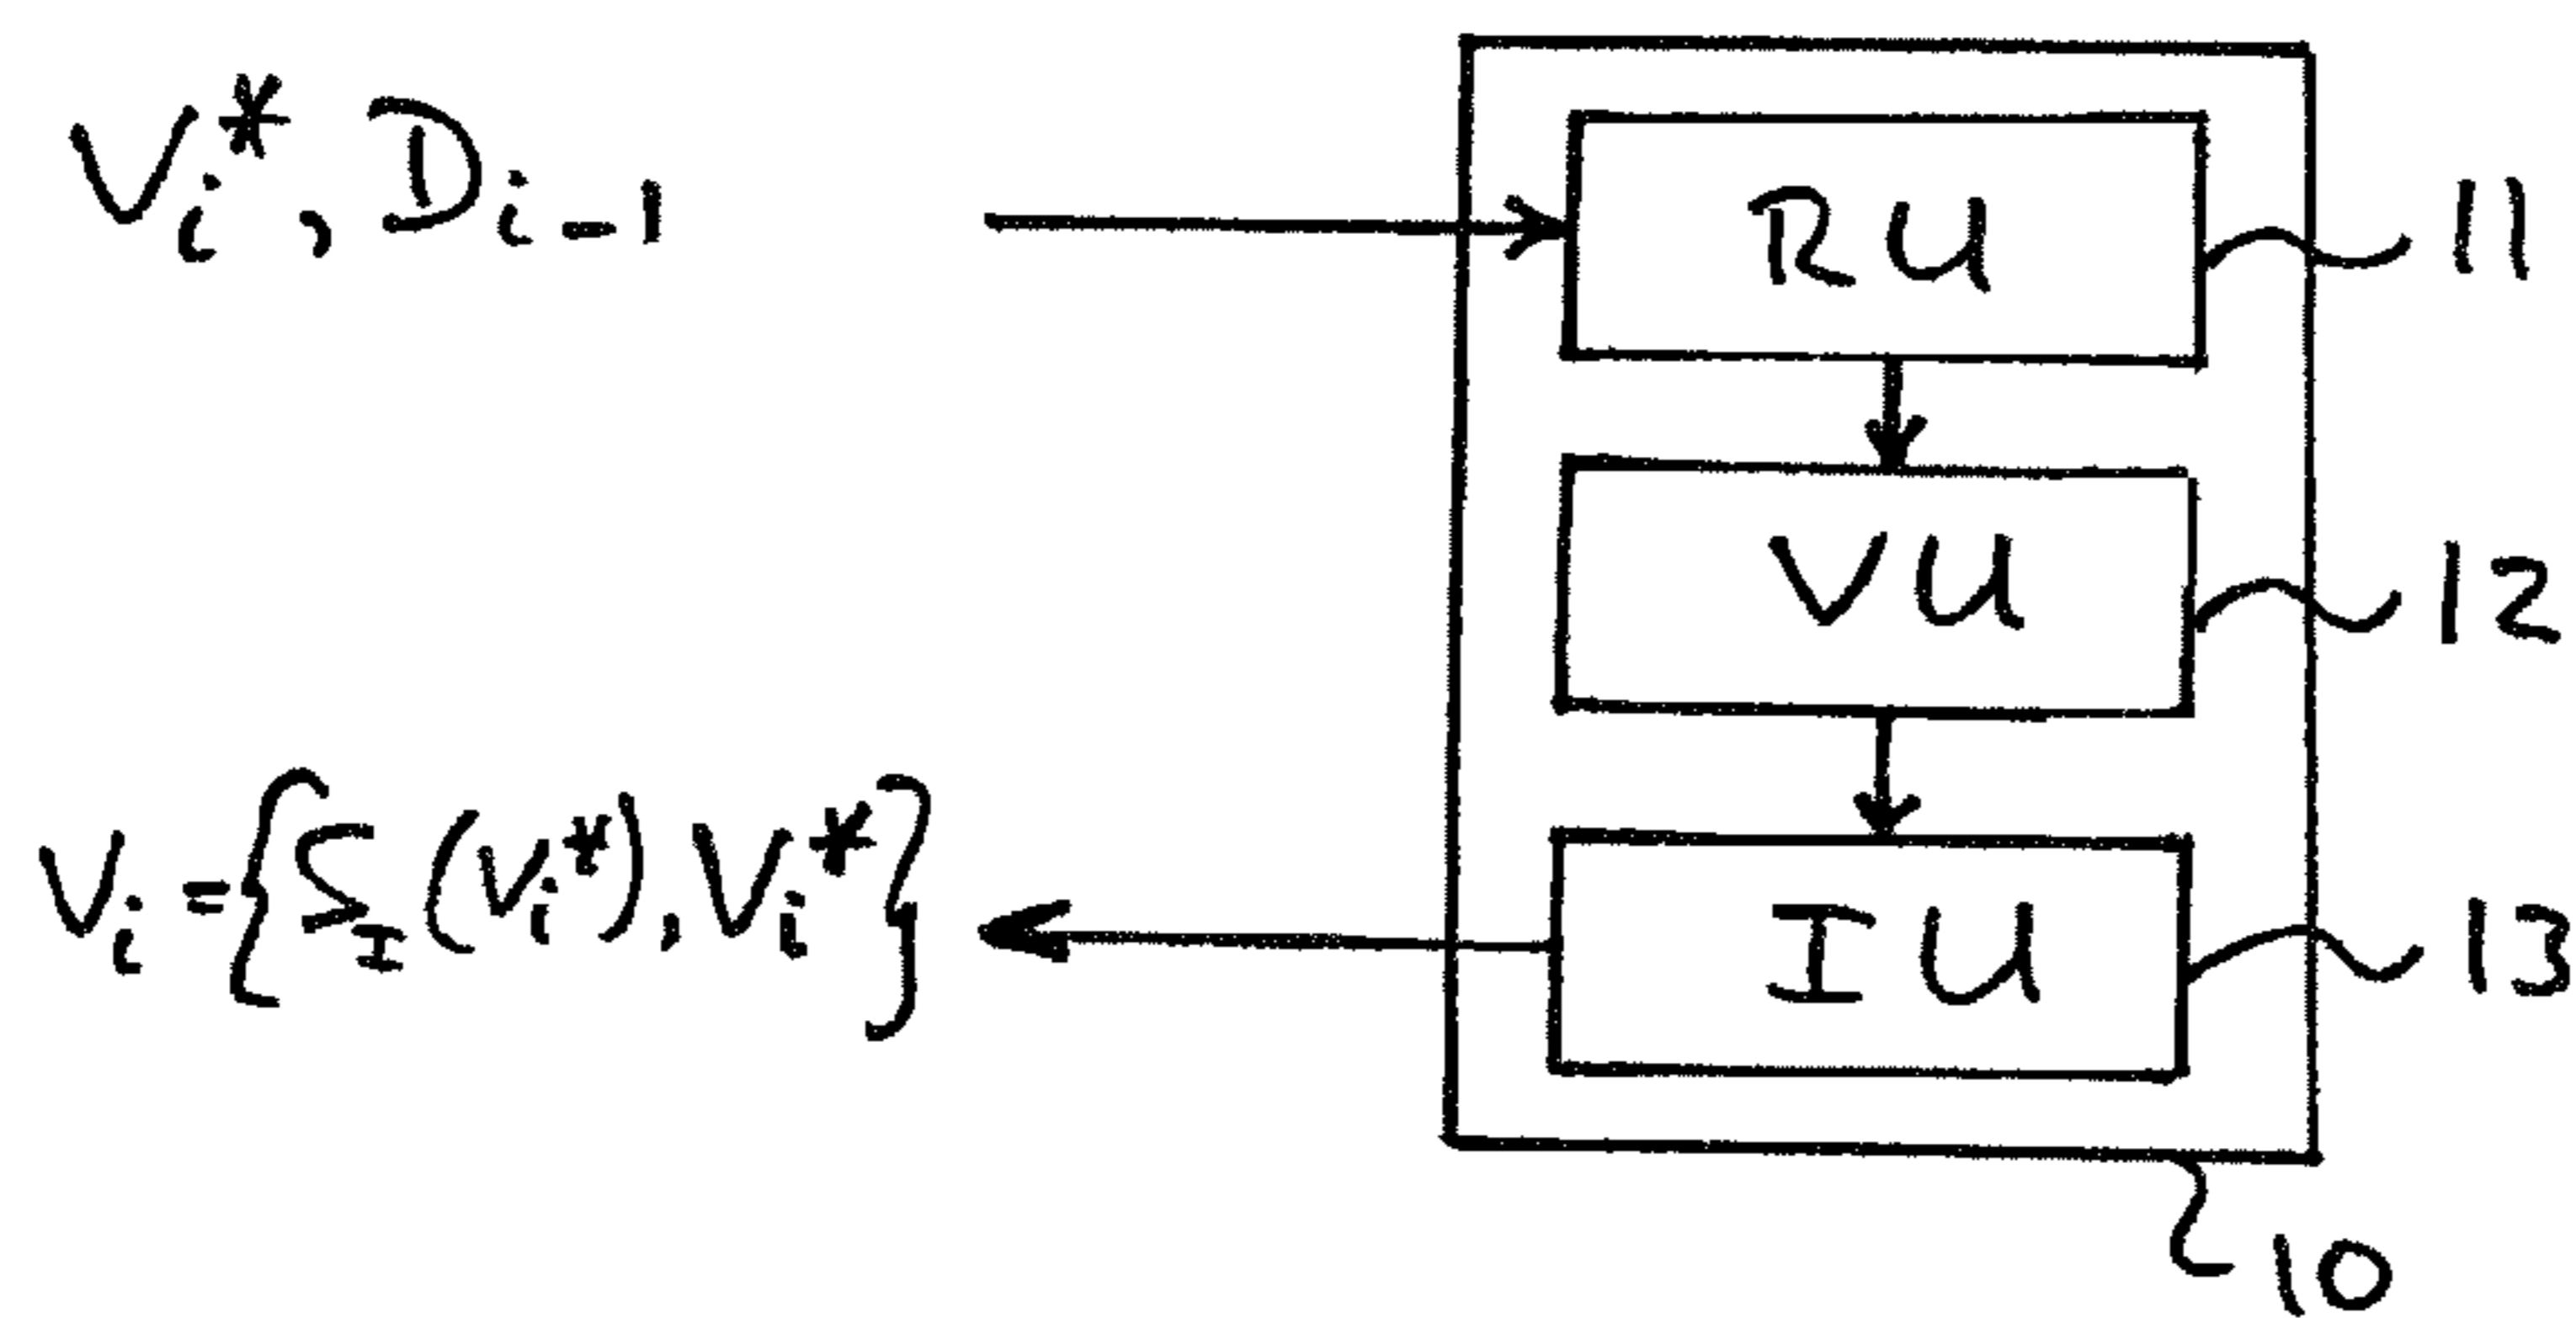 V_i^*, D_{i-1}
RU 11
VU 12
V_i = {S_I(V_i^*), V_i^*}
IU 13
10